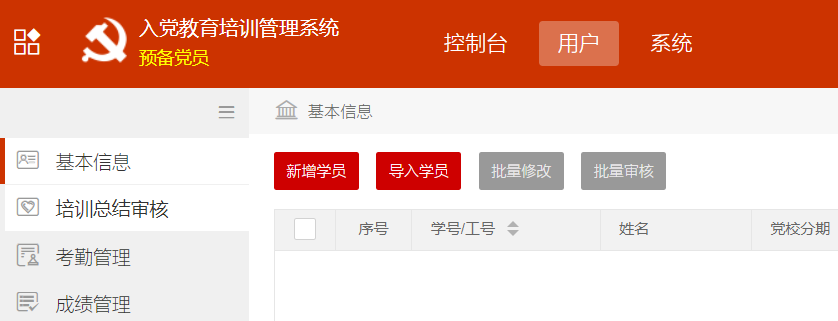 入党教育培训管理系统
预备党员
控制台 用户 系统
基本信息
基本信息
培训总结审核
考勤管理
成绩管理
新增学员 导入学员 批量修改 批量审核
序号 学号/工号 姓名 党校分期